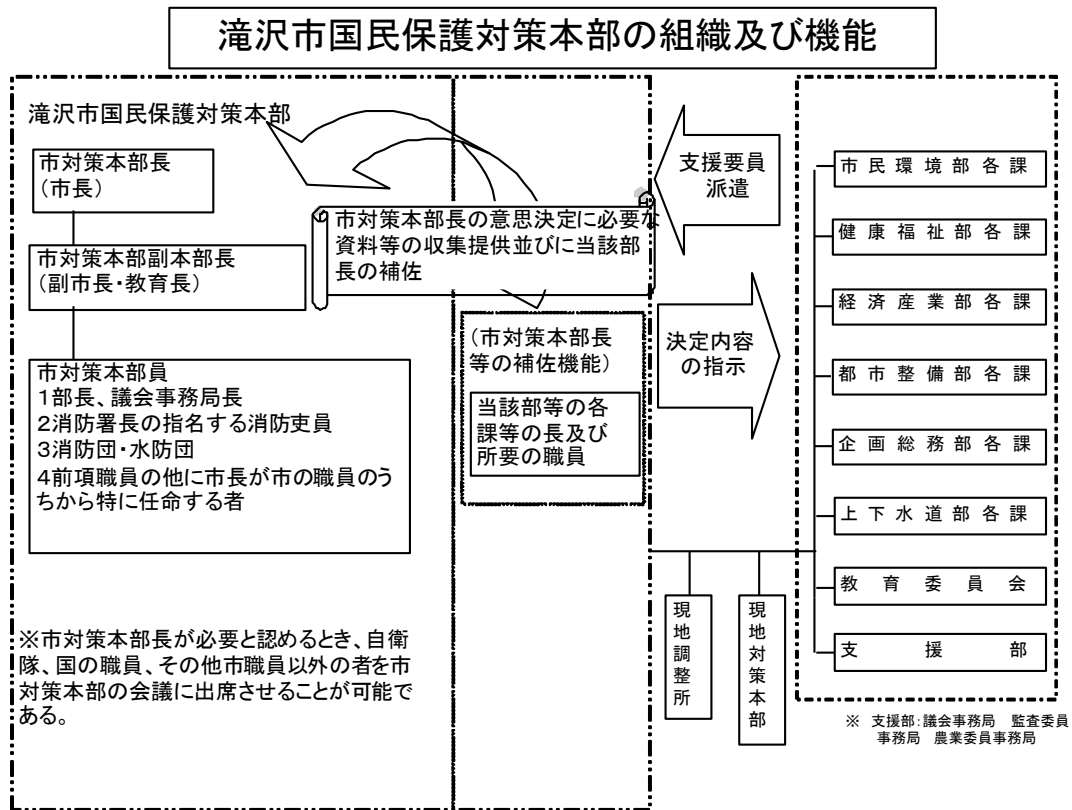 滝沢市国民保護対策本部の組織及び機能
滝沢市国民保護対策本部
市対策本部長
(市長)
市対策本部副本部長
(副市長・教育長)
市対策本部員
1部長、議会事務局長
2消防署長の指名する消防吏員
3消防団・水防団
4前項職員の他に市長が市の職員のう
ちから特に任命する者
※市対策本部長が必要と認めるとき、自衛
隊、国の職員、その他市職員以外の者を市
対策本部の会議に出席させることが可能で
ある。
市対策本部長の意思決定に必要な
資料等の収集提供並びに当該部
長の補佐
(市対策本部長
等の補佐機能)
当該部等の各
課等の長及び
所要の職員
支援要員
派遣
決定内容
の指示
現地調整所
現地対策本部
市民環境部各課
健康福祉部各課
経済産業部各課
都市整備部各課
企画総務部各課
上下水道部各課
教育委員会
支援部
※ 支援部:議会事務局 監査委員
事務局 農業委員事務局